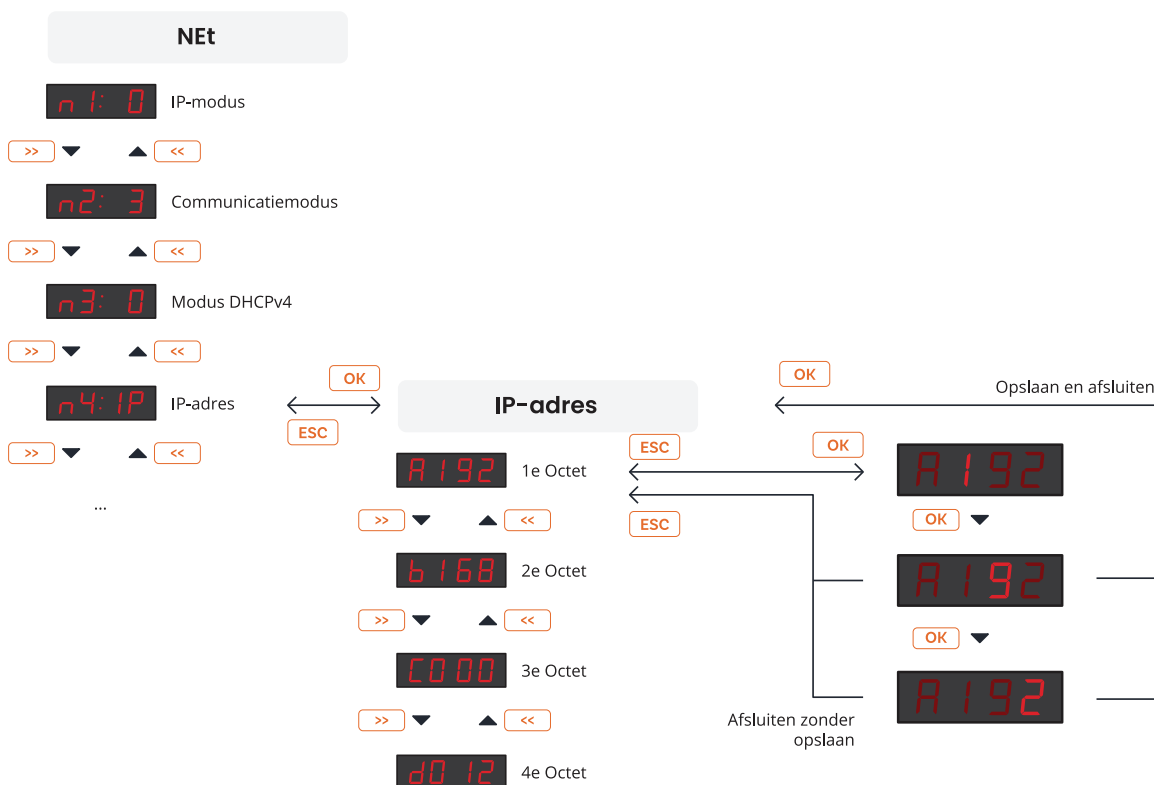 NEt
n1: 0 IP-modus
>> <<
n2: 3 Communicatiemodus
>> <<
n3: 0 Modus DHCPv4
>> <<
n4:IP IP-adres
>> <<
...
OK
ESC
IP-adres
A192 1e Octet
>> <<
b168 2e Octet
>> <<
C000 3e Octet
>> <<
d012 4e Octet
OK
Opslaan en afsluiten
ESC
OK
ESC
A192
OK
A192
OK
A192
Afsluiten zonder
opslaan